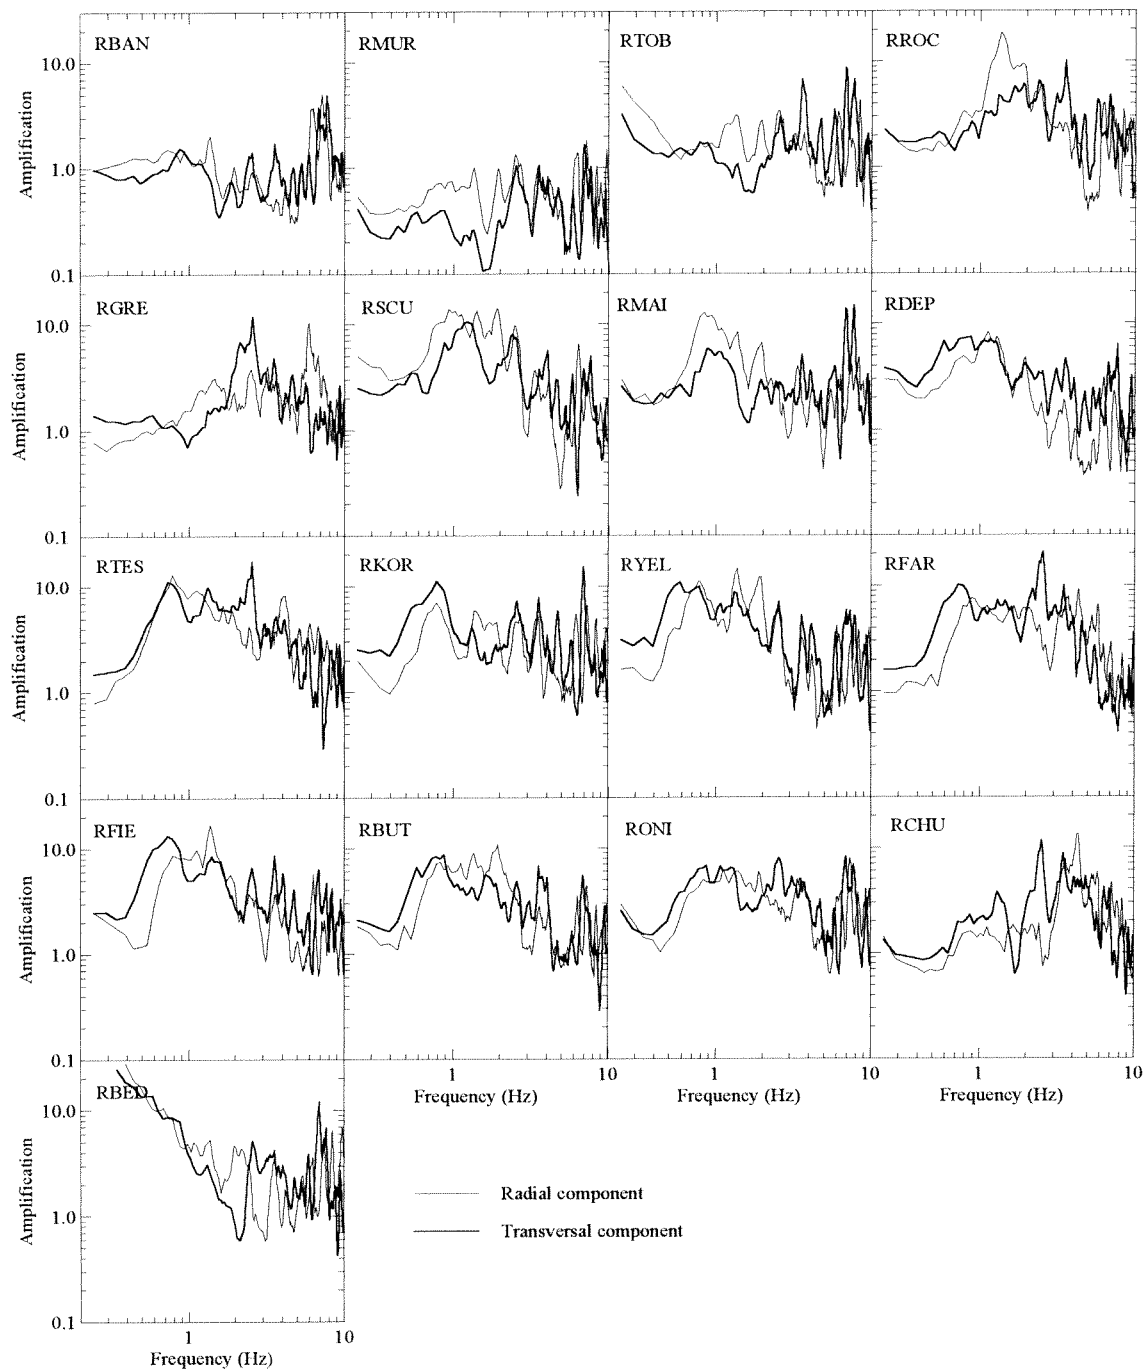 RBAN
RMUR
RTOB
RROC
10.0
1.0
0.1
Amplification
RGRE
RSCU
RMAI
RDEP
10.0
1.0
0.1
Amplification
RTES
RKOR
RYEL
RFAR
10.0
1.0
0.1
Amplification
RFIE
RBUT
RONI
RCHU
10.0
1.0
0.1
Amplification
1 10 1 10 1 10
Frequency (Hz) Frequency (Hz) Frequency (Hz)
RBED
10.0
1.0
0.1
Amplification
1 10
Frequency (Hz)
Radial component
Transversal component